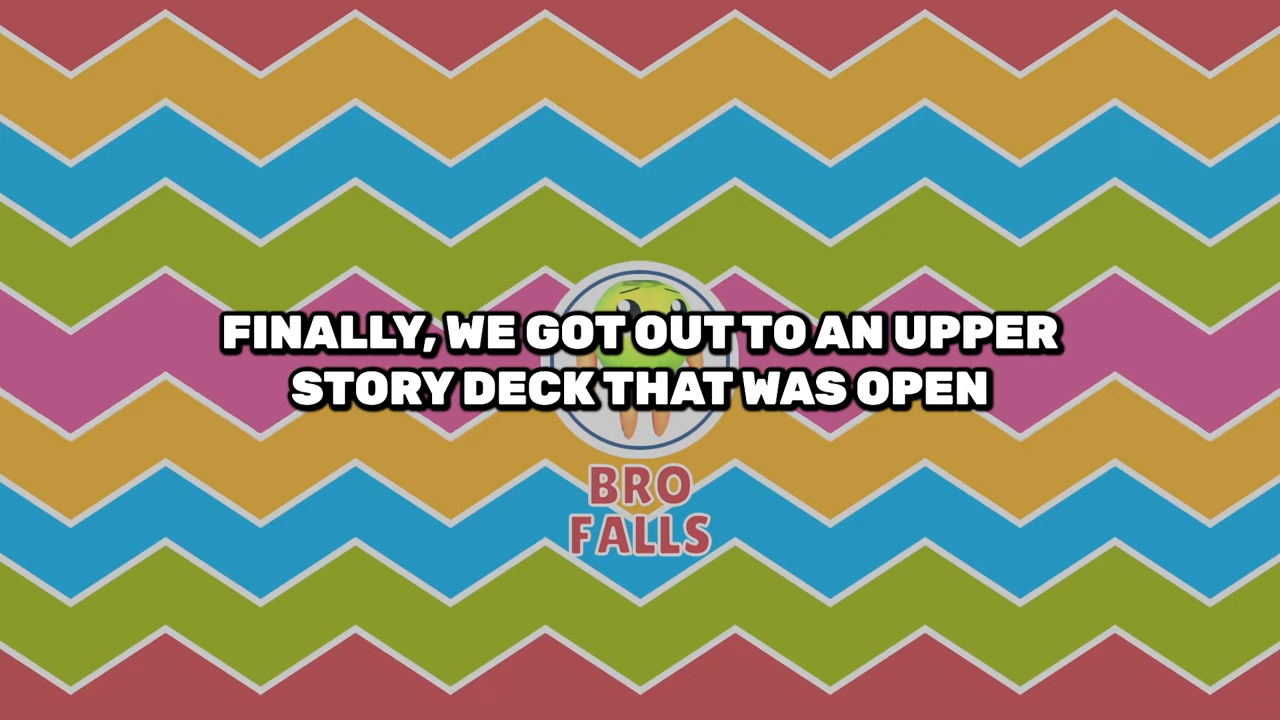 FINALLY, WE GOT OUT TO AN UPPER
STORY DECK THAT WAS OPEN
BRO
FALLS